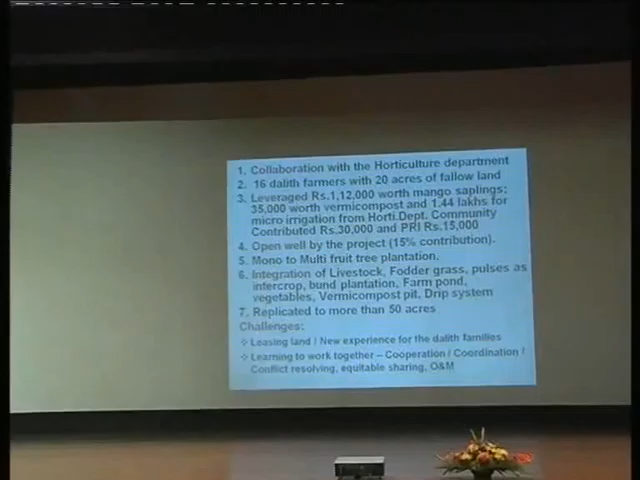 1. Collaboration with the Horticulture department
2. 16 dalith farmers with 20 acres of fallow land
3. Leveraged Rs.1,12,000 worth mango saplings;
35,000 worth vermicompost and 1.44 lakhs for
micro irrigation from Horti.Dept. Community
Contributed Rs.30,000 and PRI Rs.15,000
4. Open well by the project (15% contribution).
5. Mono to Multi fruit tree plantation.
6. Integration of Livestock, Fodder grass, pulses as
intercrop, bund plantation, Farm pond,
vegetables, Vermicompost pit, Drip system
7. Replicated to more than 50 acres
Challenges:
❖ Leasing land / New experience for the dalith families
❖ Learning to work together – Cooperation / Coordination /
Conflict resolving, equitable sharing, O&M